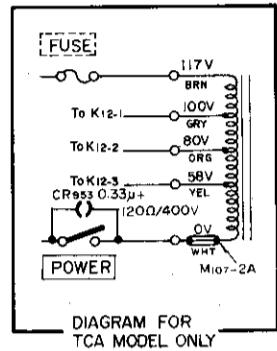 FUSE
117V
BRN
To K12-1
100V
GRY
To K12-2
80V
ORG
To K12-3
58V
YEL
CR953 0.33μ+
120Ω/400V
0V
WHT
POWER
M107-2A
DIAGRAM FOR
TCA MODEL ONLY